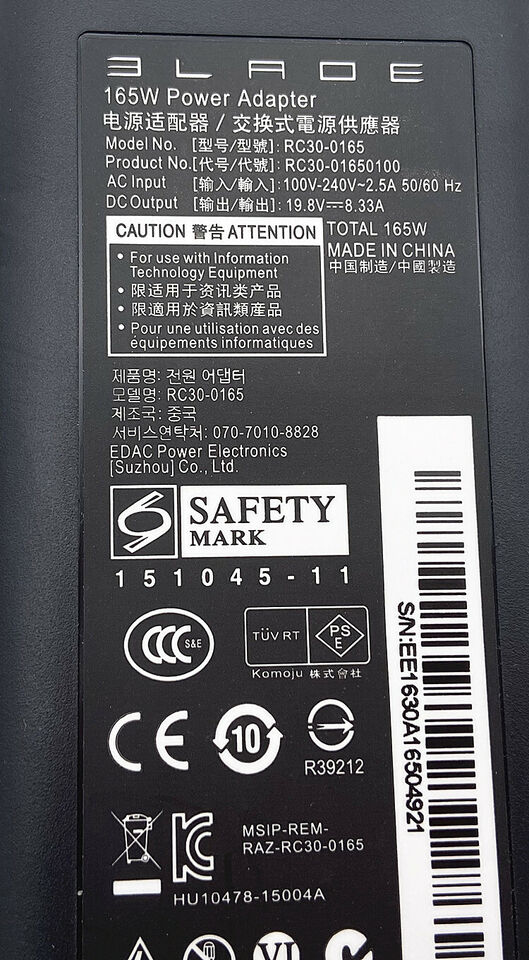 BLADE
165W Power Adapter
电源适配器 / 交換式電源供應器
Model No. [型号/型號]: RC30-0165
Product No.[代号/代號]: RC30-01650100
AC Input [输入/輸入]: 100V-240V~2.5A 50/60 Hz
DC Output [输出/輸出]: 19.8V⎓8.33A
CAUTION 警告 ATTENTION
TOTAL 165W
MADE IN CHINA
中国制造/中國製造
• For use with Information
Technology Equipment
• 限适用于资讯类产品
• 限適用於資訊類産品
• Pour une utilisation avec des
équipements informatiques
제품명: 전원 어댑터
모델명: RC30-0165
제조국: 중국
서비스연락처: 070-7010-8828
EDAC Power Electronics
[Suzhou] Co., Ltd.
SAFETY
MARK
151045-11
CCC S&E
TÜV RT
PS
E
Komoju 株式會社
CE
10
R39212
MSIP-REM-
RAZ-RC30-0165
HU10478-15004A
VI
S/N:EE1630A16504921